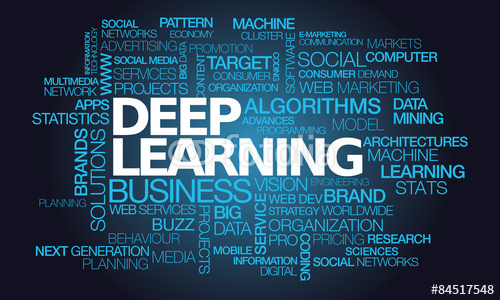 SOCIAL NETWORKS
PATTERN
MACHINE
INFORMATION TECHNOLOGY
ECONOMY
CLUSTER
SOFTWARE
E-MARKETING
COMMUNICATION
MARKETS
ADVERTISING
BIG DATA
PROMOTION
WWW
SOCIAL MEDIA
CONTENT
TARGET
CODING
SOCIAL
COMPUTER
MULTIMEDIA
NETWORK
SERVICES
CONSUMER
CONSUMER DEMAND
PROJECTS
ORGANIZATION
WEB MARKETING
APPS
DEEP
ALGORITHMS
DATA
MINING
STATISTICS
ADVANCES
PROGRAMMING
MODEL
BRANDS
SOLUTIONS
LEARNING
ARCHITECTURES
MACHINE
LEARNING
STATS
BUSINESS
VISION
ENGINEERING
PLANNING
WEB DEV
BRAND
WEB SERVICES
BIG
DATA
SERVICE
STRATEGY
WORLDWIDE
BUZZ
PROJECTS
ORGANIZATION
BEHAVIOUR
PRO
CODING
PRICING
RESEARCH
NEXT GENERATION
PLANNING
MEDIA
MOBILE
INFORMATION
DIGITAL
SCIENCES
SOCIAL NETWORKS
#84517548